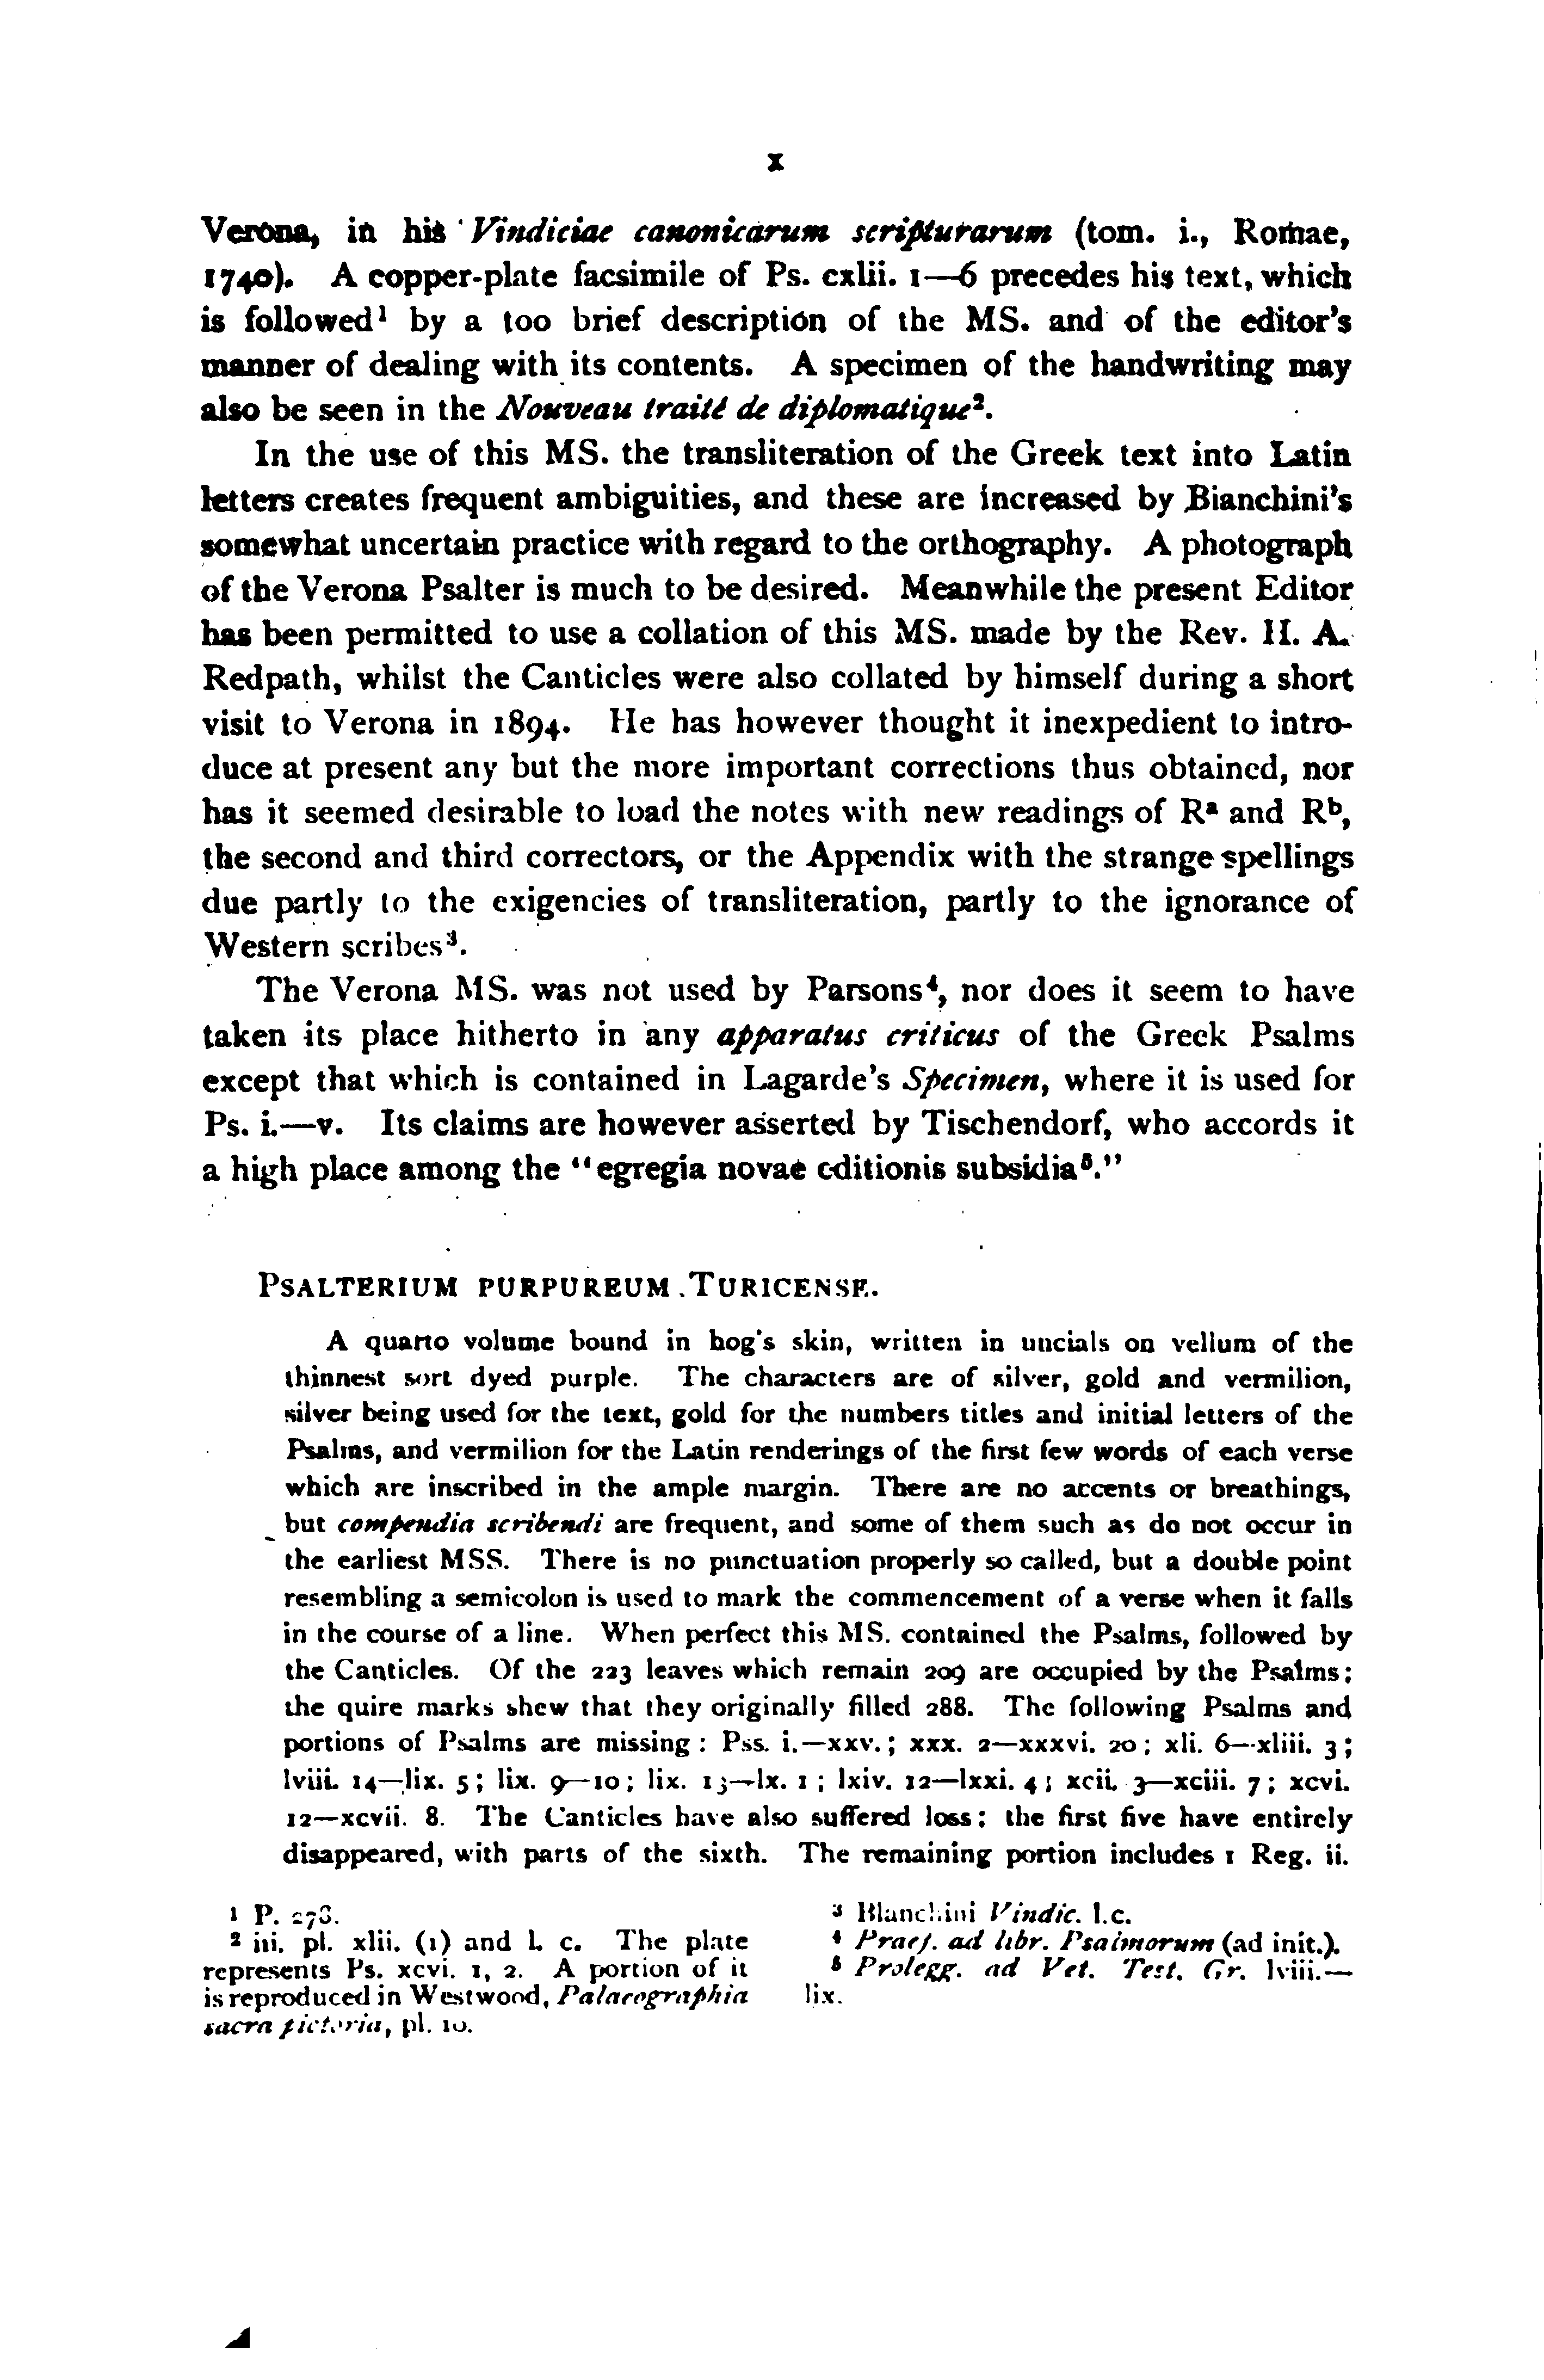 x
Verona, in his Vindiciae canonicarum scripturarum (tom. i., Romae,
1740). A copper-plate facsimile of Ps. cxlii. 1—6 precedes his text, which
is followed¹ by a too brief description of the MS. and of the editor's
manner of dealing with its contents. A specimen of the handwriting may
also be seen in the Nouveau traité de diplomatique².
In the use of this MS. the transliteration of the Greek text into Latin
letters creates frequent ambiguities, and these are increased by Bianchini's
somewhat uncertain practice with regard to the orthography. A photograph
of the Verona Psalter is much to be desired. Meanwhile the present Editor
has been permitted to use a collation of this MS. made by the Rev. H. A.
Redpath, whilst the Canticles were also collated by himself during a short
visit to Verona in 1894. He has however thought it inexpedient to intro-
duce at present any but the more important corrections thus obtained, nor
has it seemed desirable to load the notes with new readings of Rᵃ and Rᵇ,
the second and third correctors, or the Appendix with the strange spellings
due partly to the exigencies of transliteration, partly to the ignorance of
Western scribes³.
The Verona MS. was not used by Parsons⁴, nor does it seem to have
taken its place hitherto in any apparatus criticus of the Greek Psalms
except that which is contained in Lagarde's Specimen, where it is used for
Ps. i.—v. Its claims are however asserted by Tischendorf, who accords it
a high place among the "egregia novae editionis subsidia⁵."
PSALTERIUM PURPUREUM TURICENSE.
A quarto volume bound in hog's skin, written in uncials on vellum of the
thinnest sort dyed purple. The characters are of silver, gold and vermilion,
silver being used for the text, gold for the numbers titles and initial letters of the
Psalms, and vermilion for the Latin renderings of the first few words of each verse
which are inscribed in the ample margin. There are no accents or breathings,
but compendia scribendi are frequent, and some of them such as do not occur in
the earliest MSS. There is no punctuation properly so called, but a double point
resembling a semicolon is used to mark the commencement of a verse when it falls
in the course of a line. When perfect this MS. contained the Psalms, followed by
the Canticles. Of the 223 leaves which remain 209 are occupied by the Psalms;
the quire marks shew that they originally filled 288. The following Psalms and
portions of Psalms are missing: Pss. i.—xxv.; xxx. 2—xxxvi. 20; xli. 6—xliii. 3;
lviii. 14—lix. 5; lix. 9—10; lix. 13—lx. 1; lxiv. 12—lxxi. 4; xcii. 3—xciii. 7; xcvi.
12—xcvii. 8. The Canticles have also suffered loss: the first five have entirely
disappeared, with parts of the sixth. The remaining portion includes 1 Reg. ii.
¹ P. 278.
² iii. pl. xlii. (1) and l. c. The plate
represents Ps. xcvi. 1, 2. A portion of it
is reproduced in Westwood, Palaeographia
sacra pictoria, pl. 10.
³ Blanchini Vindic. l.c.
⁴ Praef. ad libr. Psalmorum (ad init.).
⁵ Prolegg. ad Vet. Test. Gr. lviii.—
lix.